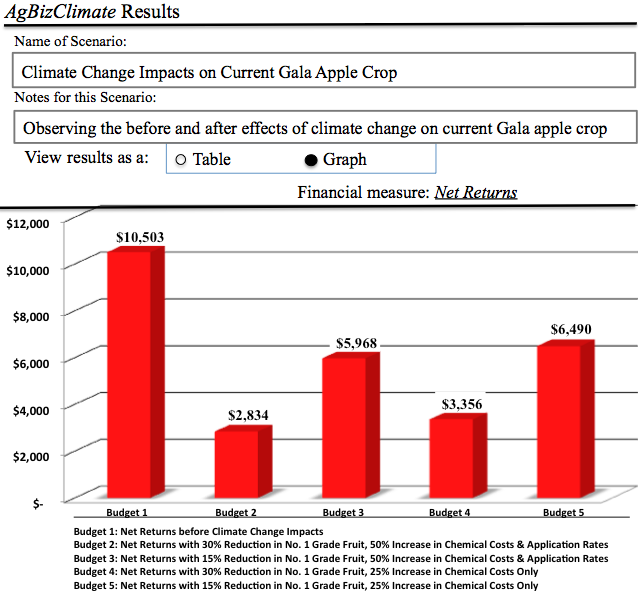 AgBizClimate Results
Name of Scenario:
Climate Change Impacts on Current Gala Apple Crop
Notes for this Scenario:
Observing the before and after effects of climate change on current Gala apple crop
View results as a: Table Graph
Financial measure: Net Returns
$12,000
$10,503
$10,000
$8,000
$6,490
$5,968
$6,000
$4,000
$3,356
$2,834
$2,000
$-
Budget 1 Budget 2 Budget 3 Budget 4 Budget 5
Budget 1: Net Returns before Climate Change Impacts
Budget 2: Net Returns with 30% Reduction in No. 1 Grade Fruit, 50% Increase in Chemical Costs & Application Rates
Budget 3: Net Returns with 15% Reduction in No. 1 Grade Fruit, 50% Increase in Chemical Costs & Application Rates
Budget 4: Net Returns with 30% Reduction in No. 1 Grade Fruit, 25% Increase in Chemical Costs Only
Budget 5: Net Returns with 15% Reduction in No. 1 Grade Fruit, 25% Increase in Chemical Costs Only